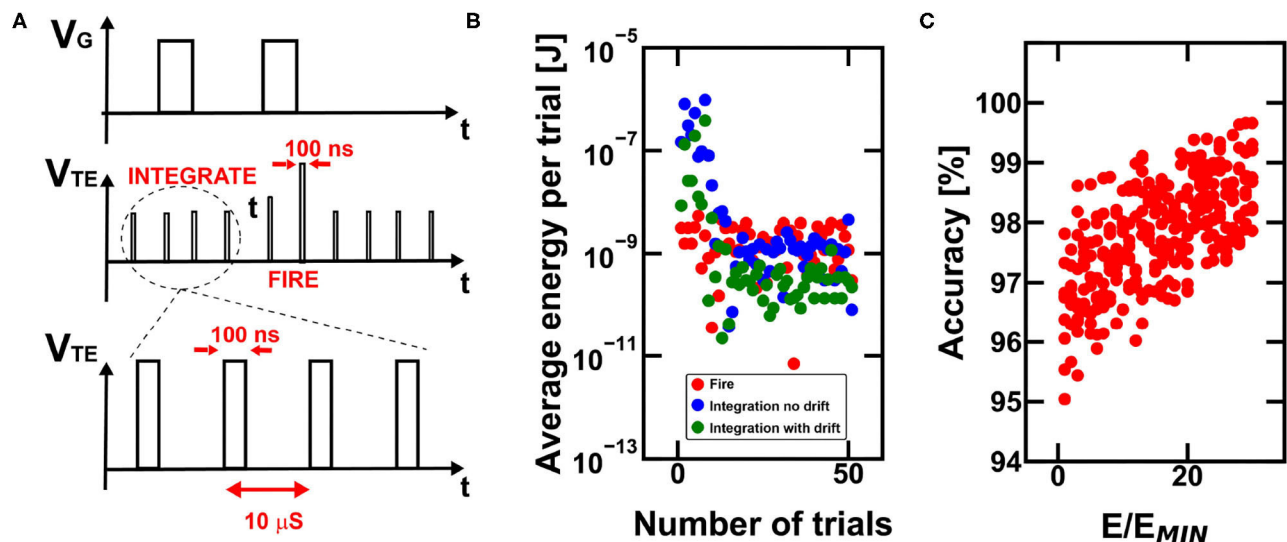 A
V_G
t
V_TE
INTEGRATE
100 ns
t
FIRE
t
V_TE
100 ns
t
10 μS
B
Average energy per trial [J]
10^−5
10^−7
10^−9
10^−11
10^−13
Fire
Integration no drift
Integration with drift
0
50
Number of trials
C
Accuracy [%]
100
99
98
97
96
95
94
0
20
E/E_MIN